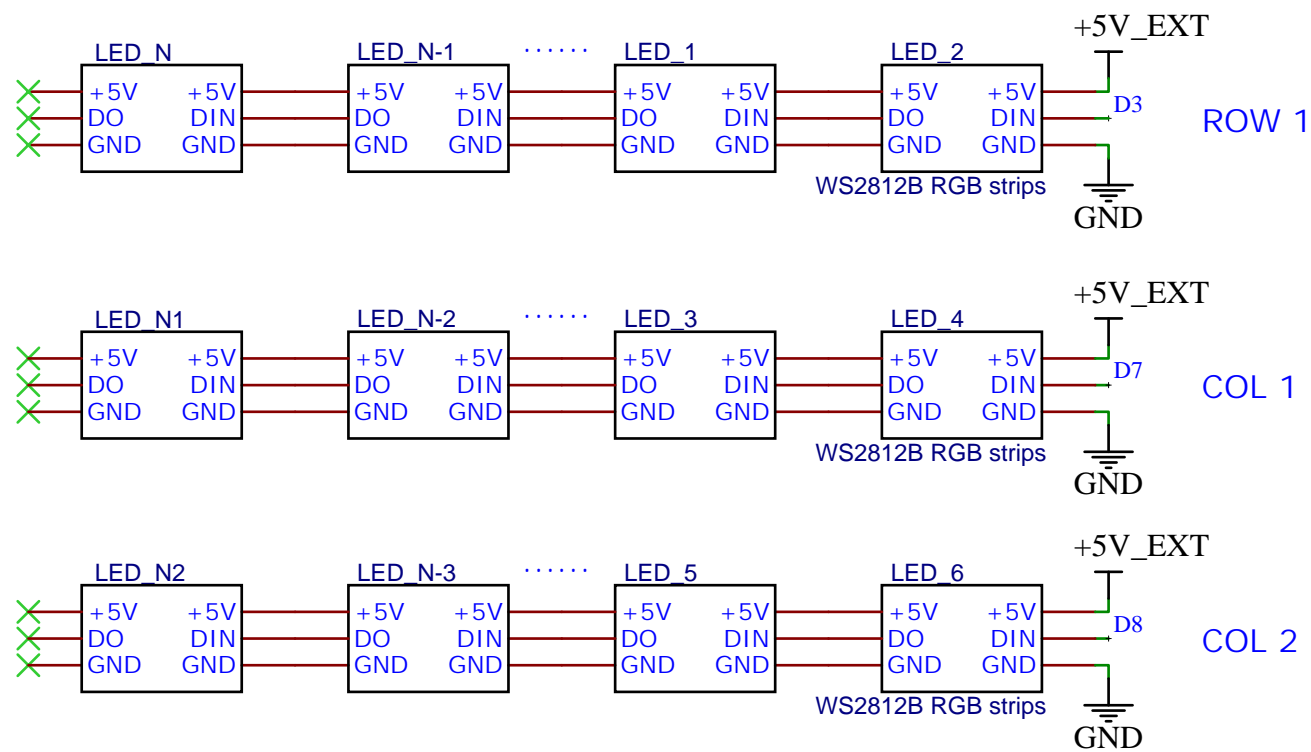 +5V_EXT
LED_N LED_N-1 ...... LED_1 LED_2
+5V +5V +5V +5V +5V +5V +5V +5V D3
DO DIN DO DIN DO DIN DO DIN ROW 1
GND GND GND GND GND GND GND GND
WS2812B RGB strips
GND
+5V_EXT
LED_N1 LED_N-2 ...... LED_3 LED_4
+5V +5V +5V +5V +5V +5V +5V +5V D7
DO DIN DO DIN DO DIN DO DIN COL 1
GND GND GND GND GND GND GND GND
WS2812B RGB strips
GND
+5V_EXT
LED_N2 LED_N-3 ...... LED_5 LED_6
+5V +5V +5V +5V +5V +5V +5V +5V D8
DO DIN DO DIN DO DIN DO DIN COL 2
GND GND GND GND GND GND GND GND
WS2812B RGB strips
GND